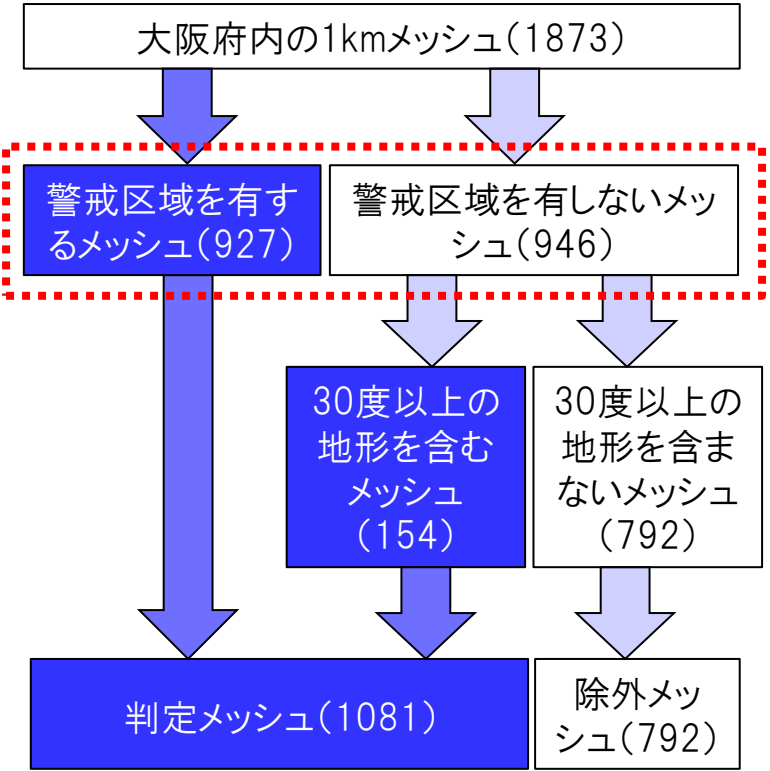 大阪府内の1kmメッシュ(1873)
警戒区域を有す
るメッシュ(927)
警戒区域を有しないメッ
シュ(946)
30度以上の
地形を含む
メッシュ
(154)
30度以上の
地形を含ま
ないメッシュ
(792)
判定メッシュ(1081)
除外メッ
シュ(792)